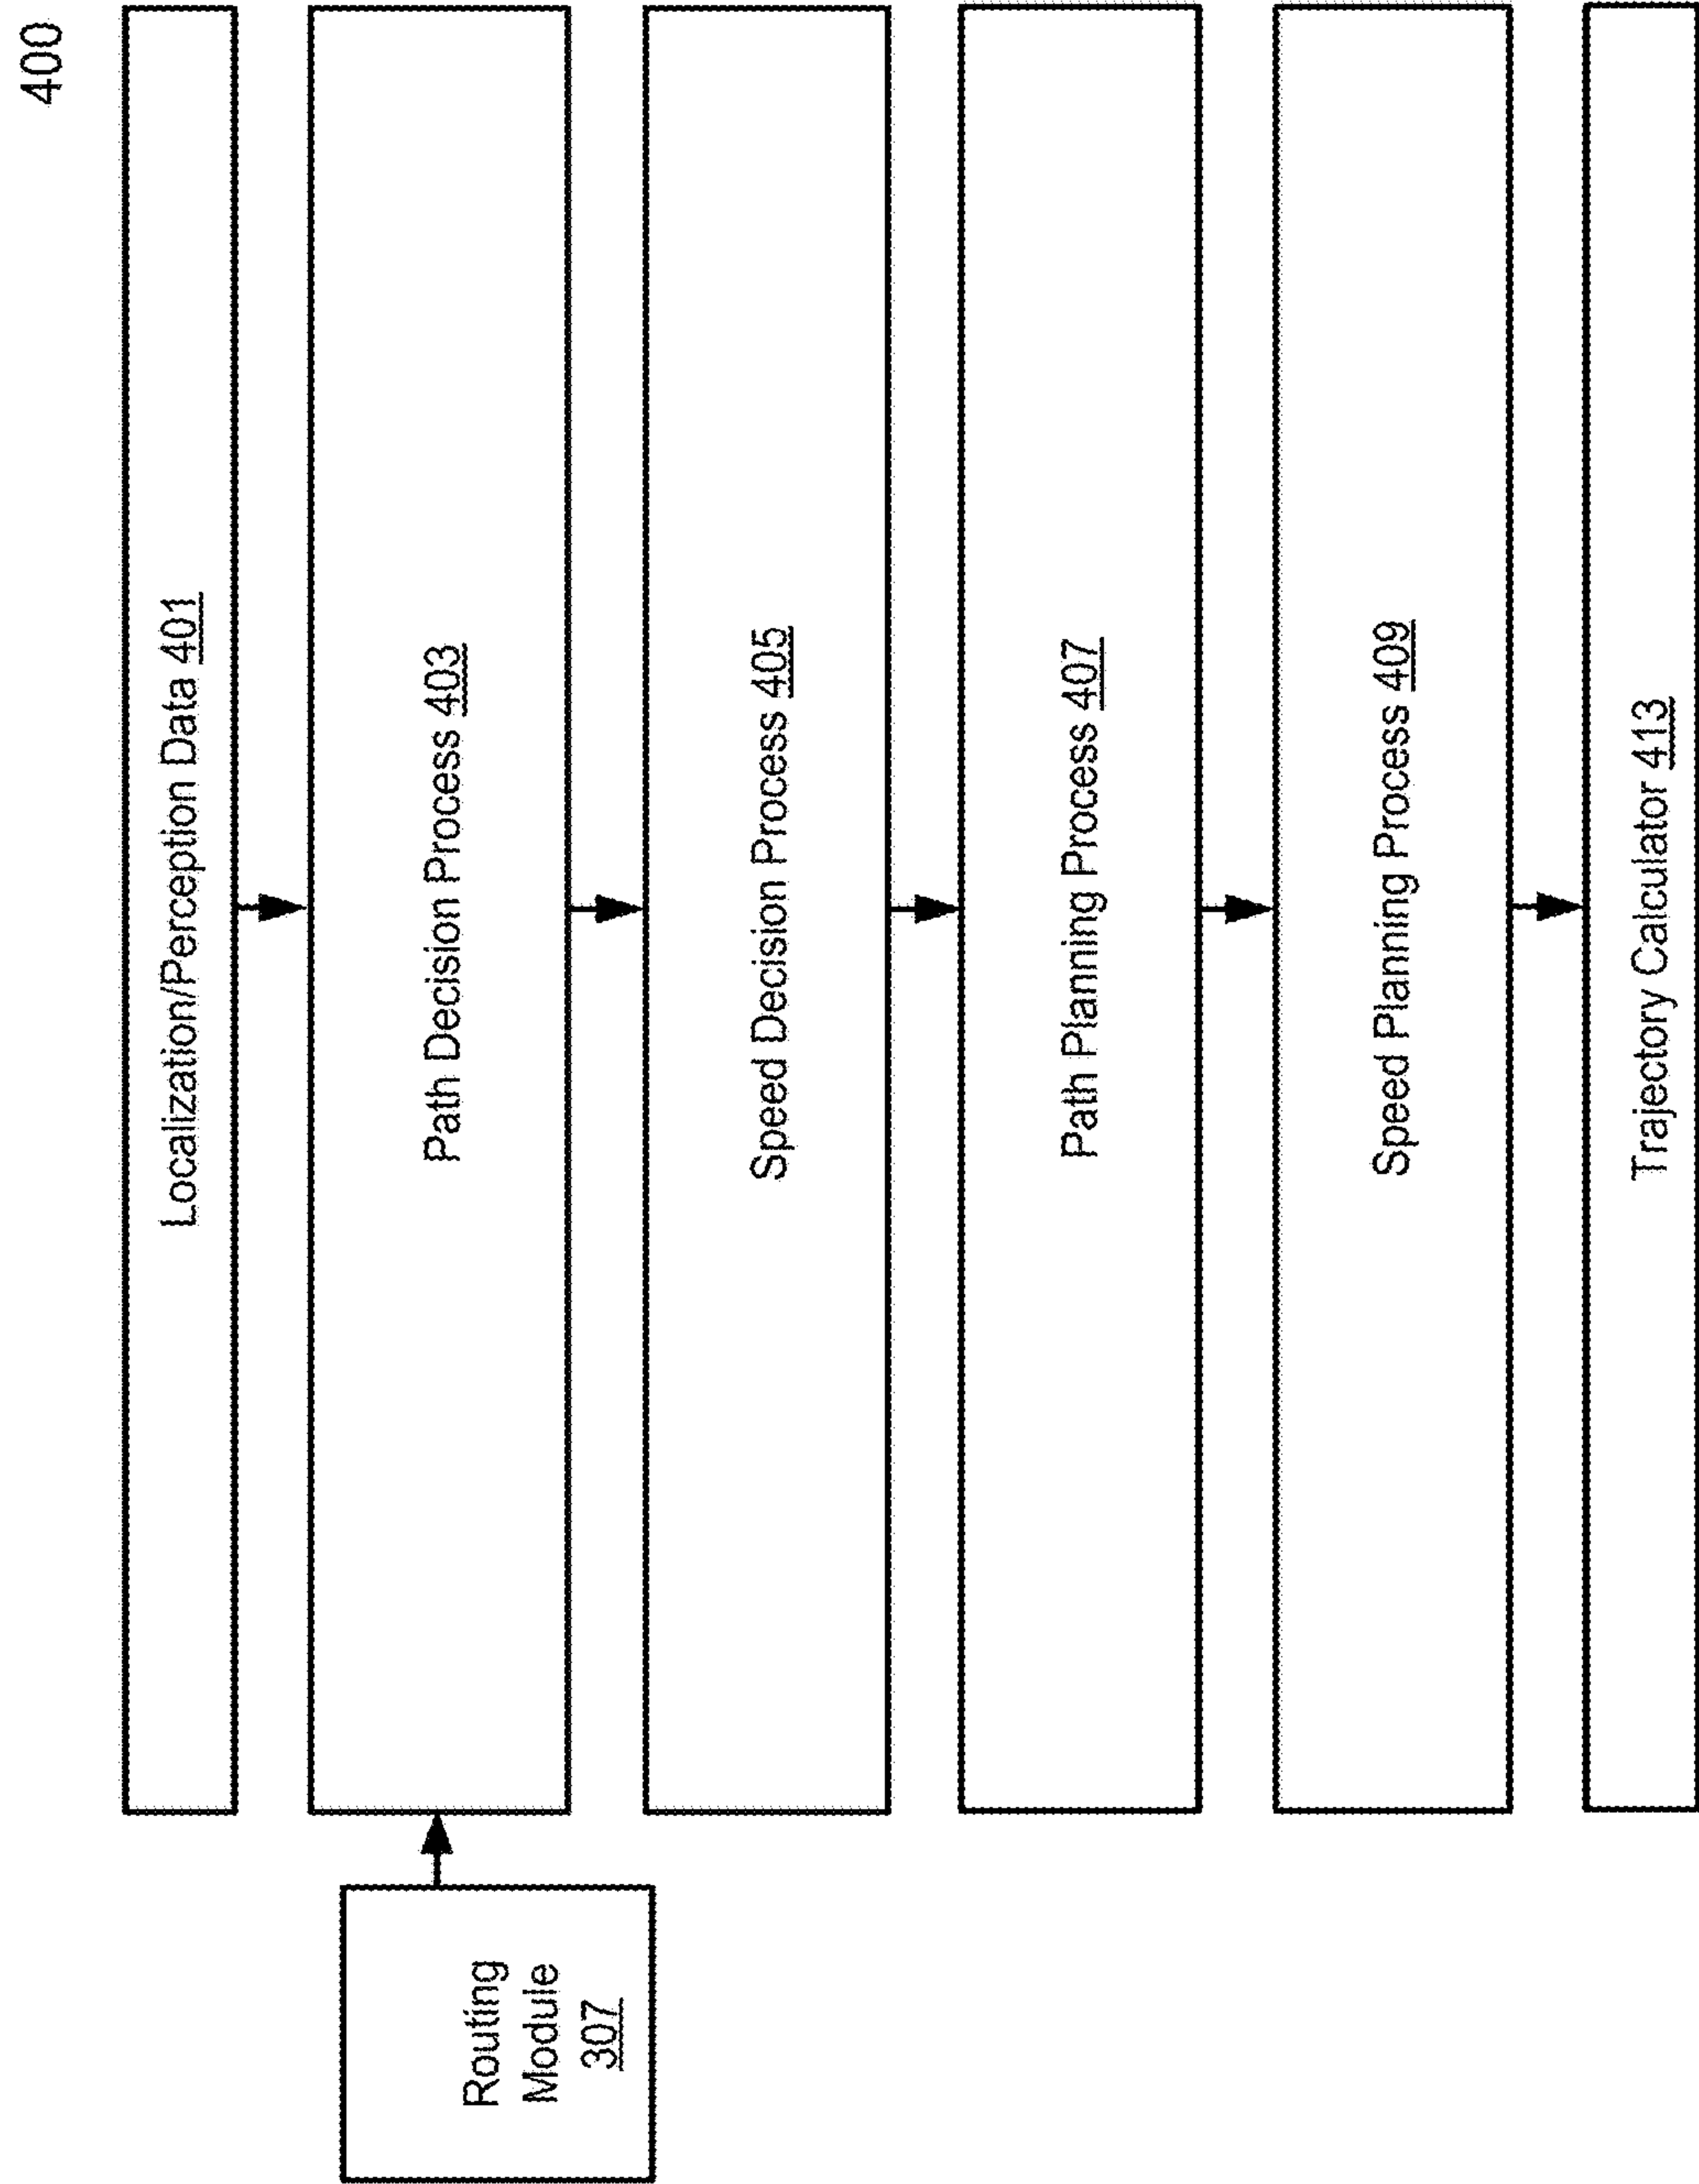 400
Localization/Perception Data 401
Routing
Module
307
Path Decision Process 403
Speed Decision Process 405
Path Planning Process 407
Speed Planning Process 409
Trajectory Calculator 413